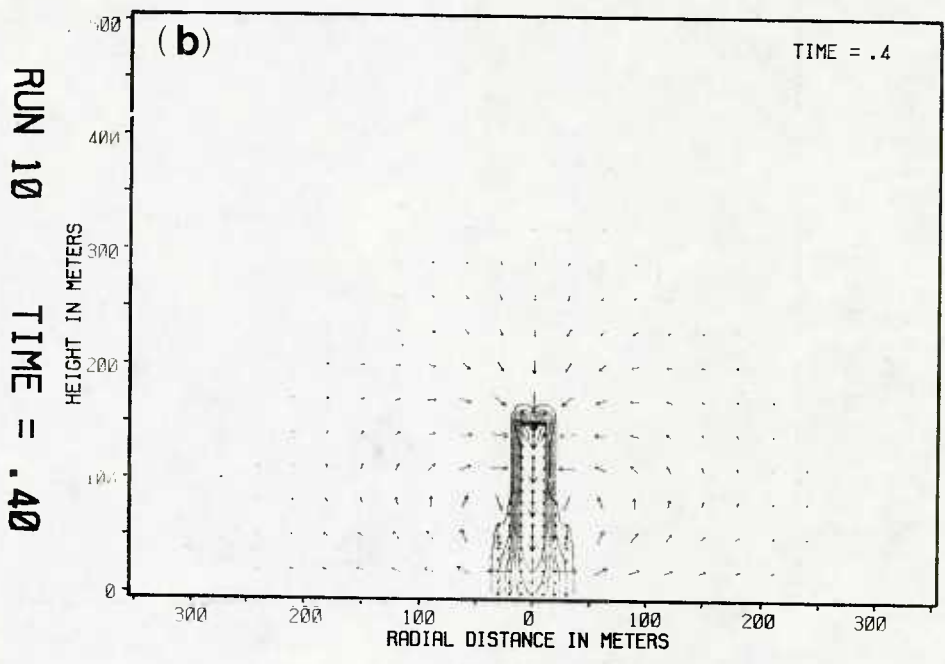 RUN 10 TIME = .40
(b)
TIME = .4
HEIGHT IN METERS
400
300
200
0
300 200 100 0 100 200 300
RADIAL DISTANCE IN METERS